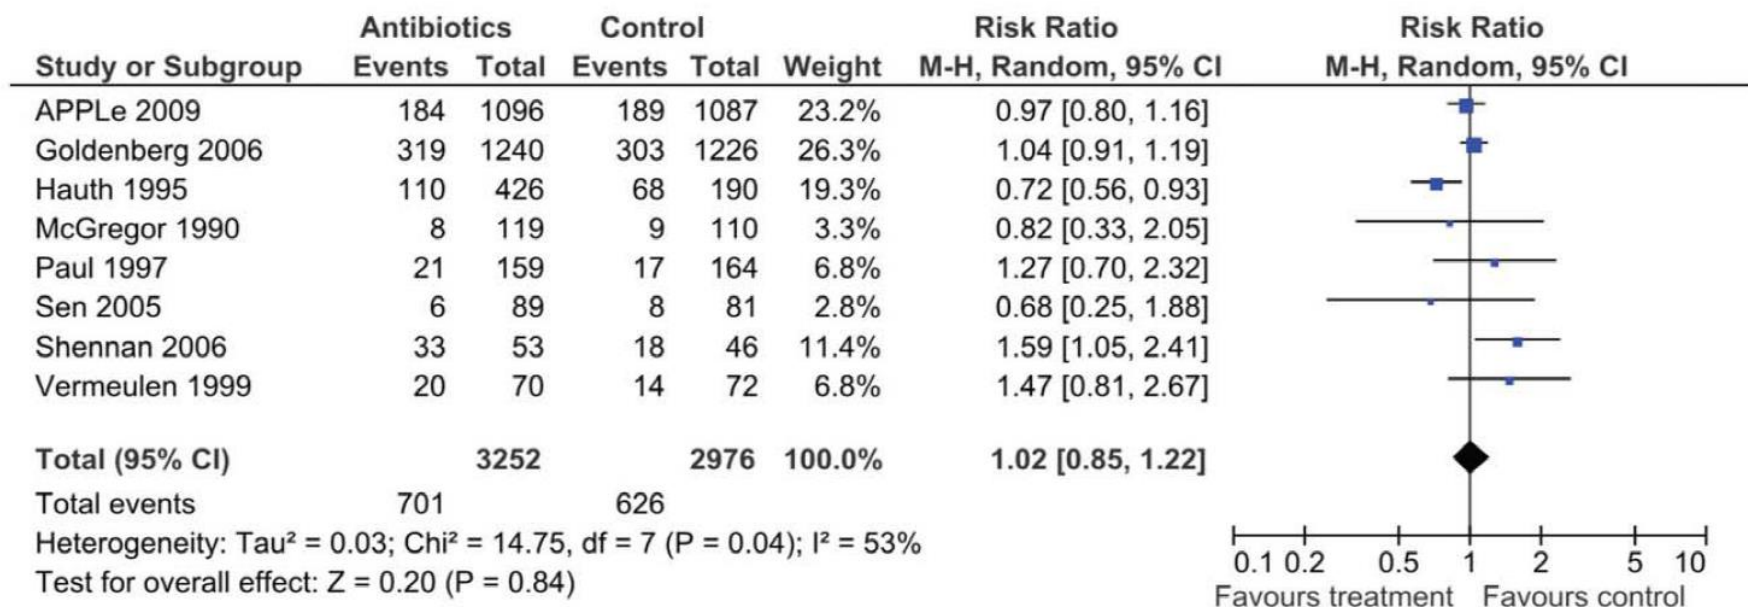 Antibiotics Control Risk Ratio Risk Ratio
Study or Subgroup Events Total Events Total Weight M-H, Random, 95% CI M-H, Random, 95% CI
APPLe 2009 184 1096 189 1087 23.2% 0.97 [0.80, 1.16]
Goldenberg 2006 319 1240 303 1226 26.3% 1.04 [0.91, 1.19]
Hauth 1995 110 426 68 190 19.3% 0.72 [0.56, 0.93]
McGregor 1990 8 119 9 110 3.3% 0.82 [0.33, 2.05]
Paul 1997 21 159 17 164 6.8% 1.27 [0.70, 2.32]
Sen 2005 6 89 8 81 2.8% 0.68 [0.25, 1.88]
Shennan 2006 33 53 18 46 11.4% 1.59 [1.05, 2.41]
Vermeulen 1999 20 70 14 72 6.8% 1.47 [0.81, 2.67]
Total (95% CI) 3252 2976 100.0% 1.02 [0.85, 1.22]
Total events 701 626
Heterogeneity: Tau² = 0.03; Chi² = 14.75, df = 7 (P = 0.04); I² = 53%
Test for overall effect: Z = 0.20 (P = 0.84)
0.1 0.2 0.5 1 2 5 10
Favours treatment Favours control